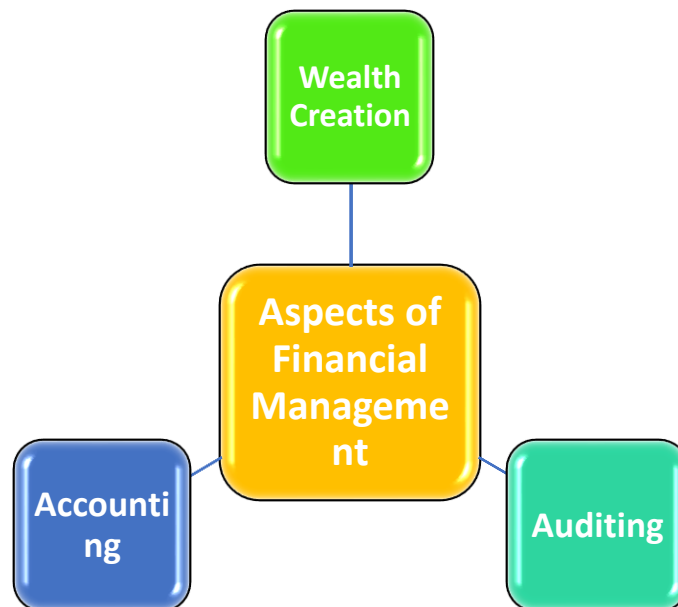 Wealth
Creation
Aspects of
Financial
Manageme
nt
Accounti
ng
Auditing